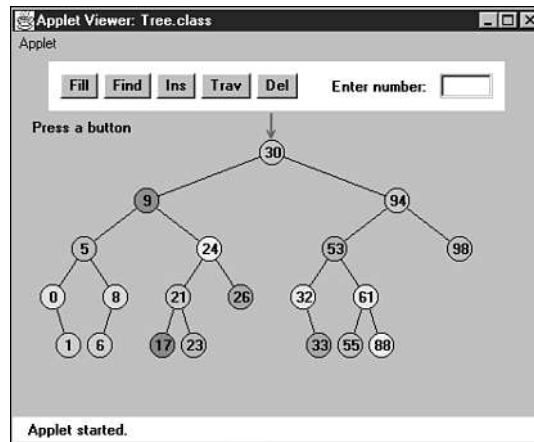 Applet Viewer: Tree.class
Applet
Fill Find Ins Trav Del Enter number:
Press a button
30
9 94
5 24 53 98
0 8 21 26 32 61
1 6 17 23 33 55 88
Applet started.